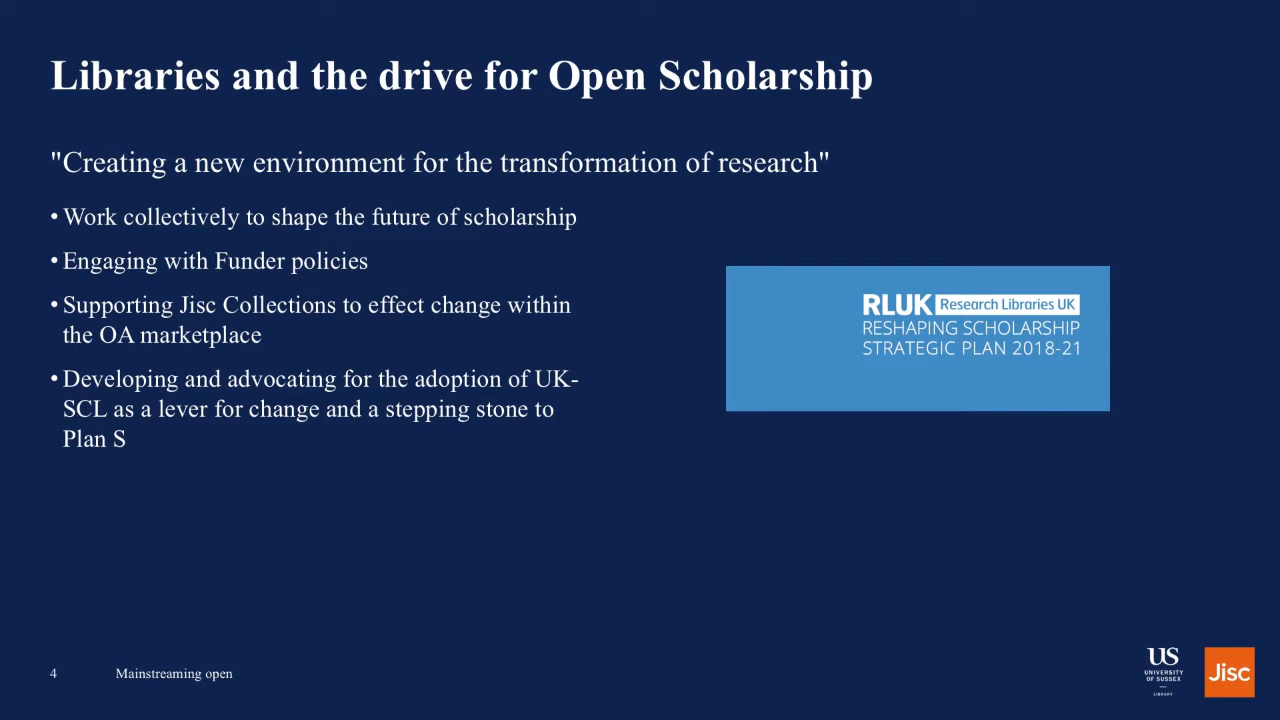 Libraries and the drive for Open Scholarship
"Creating a new environment for the transformation of research"
• Work collectively to shape the future of scholarship
• Engaging with Funder policies
• Supporting Jisc Collections to effect change within
the OA marketplace
• Developing and advocating for the adoption of UK-
SCL as a lever for change and a stepping stone to
Plan S
RLUK Research Libraries UK
RESHAPING SCHOLARSHIP
STRATEGIC PLAN 2018-21
4 Mainstreaming open
US
UNIVERSITY
OF SUSSEX
LIBRARY
Jisc